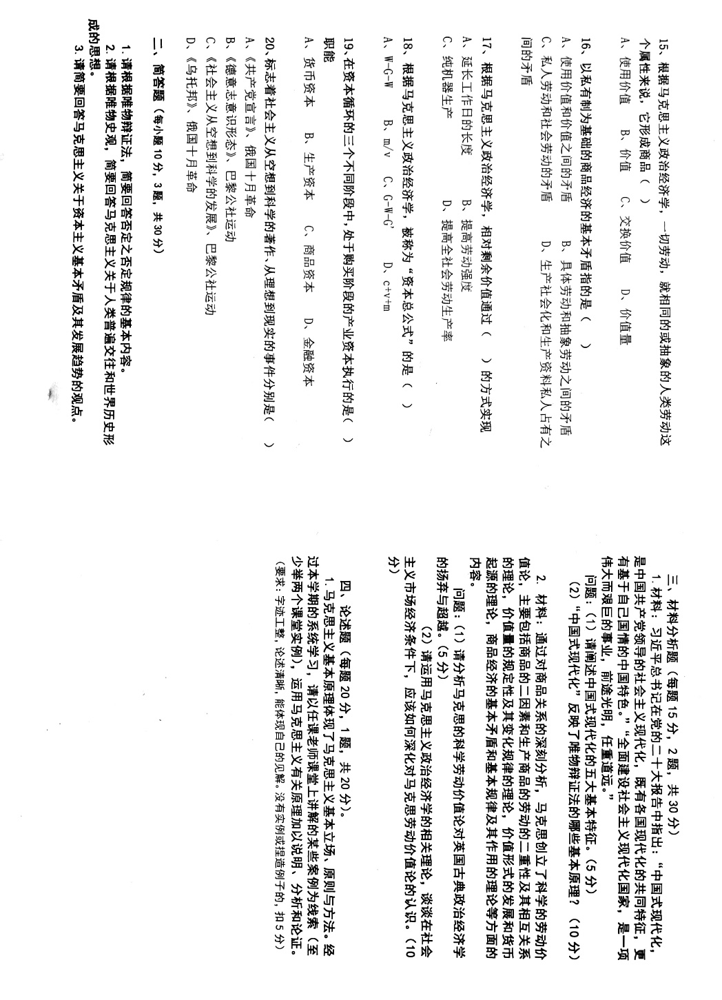 15、根据马克思主义政治经济学，一切劳动，就相同的或抽象的人类劳动这
个属性来说，它形成商品（　）
A、使用价值　B、价值　C、交换价值　D、价值量
16、以私有制为基础的商品经济的基本矛盾指的是（　）
A、使用价值和价值之间的矛盾　B、具体劳动和抽象劳动之间的矛盾
C、私人劳动和社会劳动的矛盾　D、生产社会化和生产资料私人占有之
间的矛盾
17、根据马克思主义政治经济学，相对剩余价值通过（　）的方式实现
A、延长工作日的长度　B、提高劳动强度
C、纯机器生产　D、提高全社会劳动生产率
18、根据马克思主义政治经济学，被称为“资本总公式”的是（　）
A、W-G-W　B、m/v　C、G-W-G'　D、c+v+m
19、在资本循环的三个不同阶段中，处于购买阶段的产业资本执行的是（　）
职能
A、货币资本　B、生产资本　C、商品资本　D、金融资本
20、标志着社会主义从空想到科学的著作、从理想到现实的事件分别是（　）
A、《共产党宣言》、俄国十月革命
B、《德意志意识形态》、巴黎公社运动
C、《社会主义从空想到科学的发展》、巴黎公社运动
D、《乌托邦》、俄国十月革命
二、简答题（每小题10分，3题，共30分）
1. 请根据唯物辩证法，简要回答否定之否定规律的基本内容。
2. 请根据唯物史观，简要回答马克思主义关于人类普遍交往和世界历史形
成的思想。
3. 请简要回答马克思主义关于资本主义基本矛盾及其发展趋势的观点。
三、材料分析题（每题15分，2题，共30分）
1. 材料：习近平总书记在党的二十大报告中指出：“中国式现代化，
是中国共产党领导的社会主义现代化，既有各国现代化的共同特征，更
有基于自己国情的中国特色。”“全面建设社会主义现代化国家，是一项
伟大而艰巨的事业，前途光明，任重道远。”
问题：（1）请阐述中国式现代化的五大基本特征。（5分）
（2）“中国式现代化”反映了唯物辩证法的哪些基本原理？（10分）
2. 材料：通过对商品关系的深刻分析，马克思创立了科学的劳动价
值论，主要包括商品的二因素和生产商品的劳动的二重性及其相互关系
的理论，价值量的规定性及其变化规律的理论，价值形式的发展和货币
起源的理论，商品经济的基本矛盾和基本规律及其作用的理论等方面的
内容。
问题：（1）请分析马克思的科学劳动价值论对英国古典政治经济学
的扬弃与超越。（5分）
（2）请运用马克思主义政治经济学的相关理论，谈谈在社会
主义市场经济条件下，应该如何深化对马克思劳动价值论的认识。（10
分）
四、论述题（每题20分，1题，共20分）。
1. 马克思主义基本原理体现了马克思主义基本立场、原则与方法。经
过本学期的系统学习，请以任课老师课堂上讲解的某些案例为线索（至
少举两个课堂实例），运用马克思主义有关原理加以说明、分析和论证。
（要求：字迹工整，论述清晰，能体现自己的见解。没有实例或捏造例子的，扣5分）